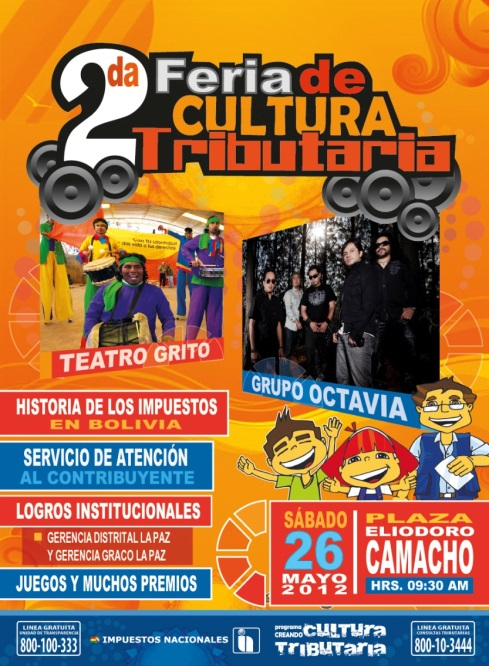 2da Feria de
CULTURA
Tributaria
TEATRO GRITO
GRUPO OCTAVIA
HISTORIA DE LOS IMPUESTOS
EN BOLIVIA
SERVICIO DE ATENCIÓN
AL CONTRIBUYENTE
LOGROS INSTITUCIONALES
GERENCIA DISTRITAL LA PAZ
Y GERENCIA GRACO LA PAZ
JUEGOS Y MUCHOS PREMIOS
SÁBADO
26
MAYO
2012
PLAZA
ELIODORO
CAMACHO
HRS. 09:30 AM
LINEA GRATUITA
UNIDAD DE TRANSPARENCIA
800-100-333
IMPUESTOS NACIONALES
programa
CREANDO
CULTURA
Tributaria
LINEA GRATUITA
CONSULTAS TRIBUTARIAS
800-10-3444